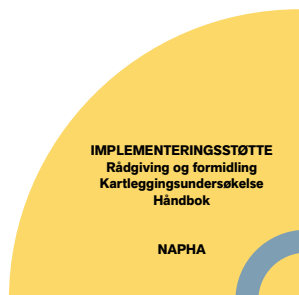 IMPLEMENTERINGSSTØTTE
Rådgiving og formidling
Kartleggingsundersøkelse
Håndbok
NAPHA